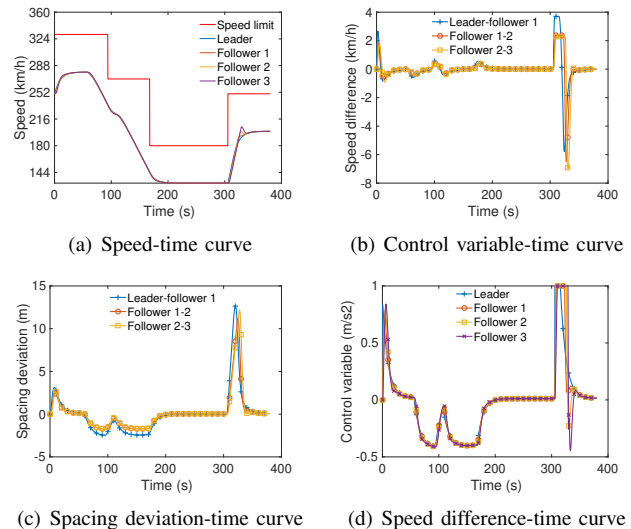 360
324
288
252
216
180
144
Speed (km/h)
Speed limit
Leader
Follower 1
Follower 2
Follower 3
0 100 200 300 400
Time (s)
(a) Speed-time curve
4
2
0
-2
-4
-6
-8
Speed difference (km/h)
Leader-follower 1
Follower 1-2
Follower 2-3
0 100 200 300 400
Time (s)
(b) Control variable-time curve
15
10
5
0
-5
Spacing deviation (m)
Leader-follower 1
Follower 1-2
Follower 2-3
0 100 200 300 400
Time (s)
(c) Spacing deviation-time curve
1
0.5
0
-0.5
Control variable (m/s2)
Leader
Follower 1
Follower 2
Follower 3
0 100 200 300 400
Time (s)
(d) Speed difference-time curve